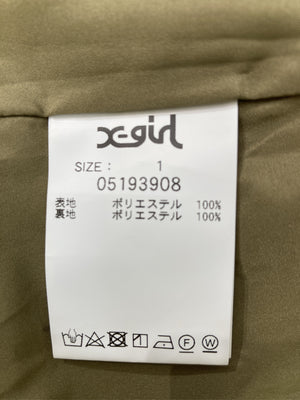 X-girl
SIZE : 1
05193908
表地 ポリエステル 100%
裏地 ポリエステル 100%
F W